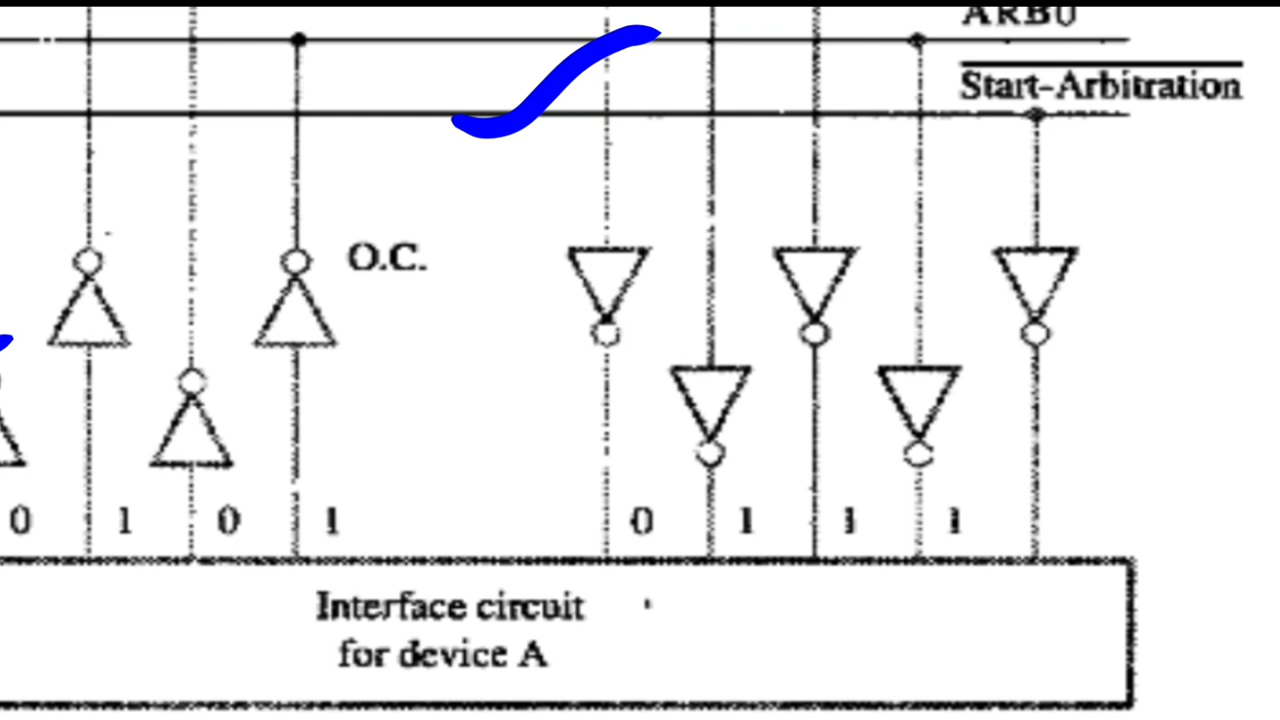 ARB0
Start-Arbitration
O.C.
0 1 0 1 0 1 1 1
Interface circuit
for device A